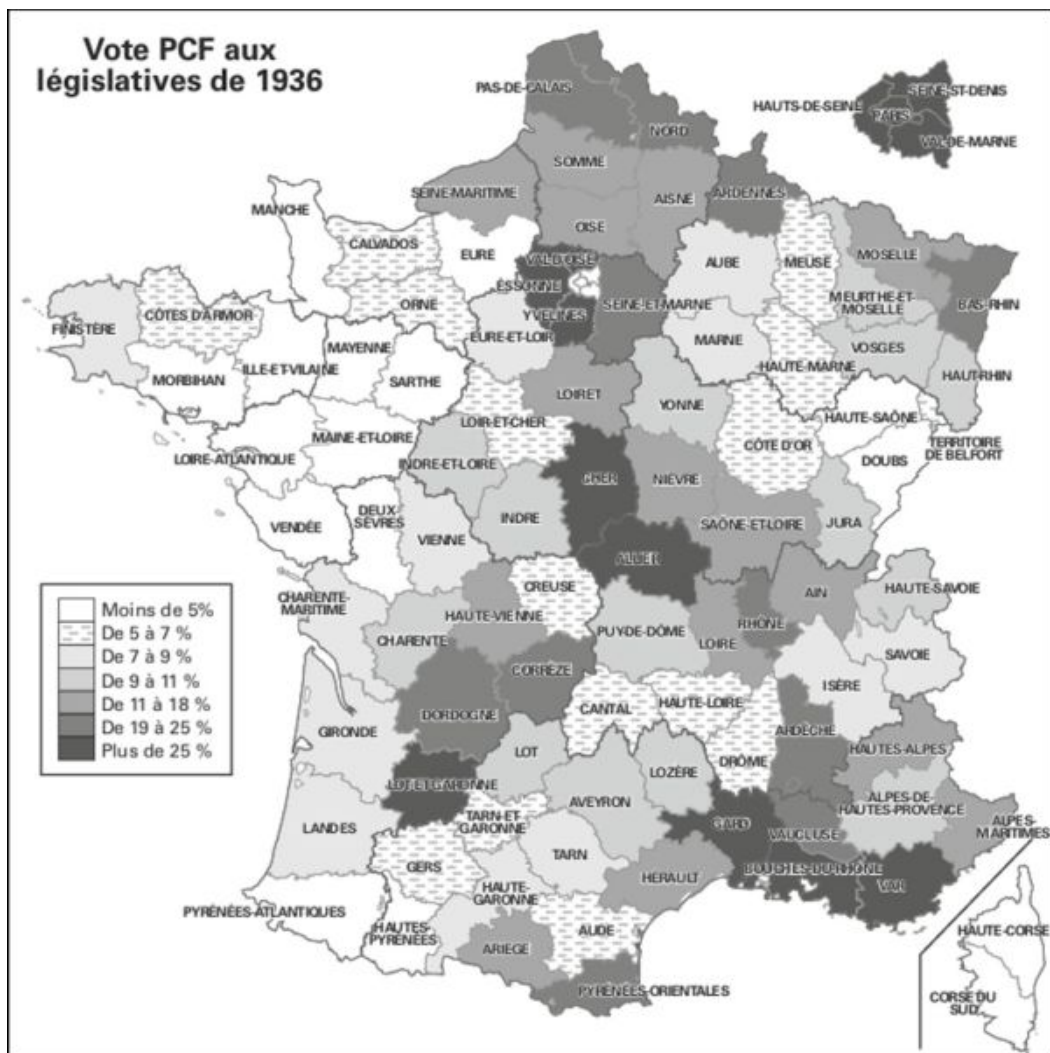 Vote PCF aux
législatives de 1936
PAS-DE-CALAIS
NORD
HAUTS-DE-SEINE
SEINE-ST-DENIS
PARIS
VAL-DE-MARNE
SOMME
SEINE-MARITIME
AISNE
ARDENNES
OISE
MANCHE
CALVADOS
EURE
VAL-D'OISE
AUBE
MEUSE
MOSELLE
ESSONNE
ORNE
SEINE-ET-MARNE
MEURTHE-ET-
MOSELLE
BAS-RHIN
YVELINES
FINISTÈRE
CÔTES D'ARMOR
EURE-ET-LOIR
MARNE
VOSGES
MAYENNE
ILLE-ET-VILAINE
HAUTE-MARNE
MORBIHAN
SARTHE
HAUT-RHIN
LOIRET
YONNE
LOIR-ET-CHER
HAUTE-SAÔNE
MAINE-ET-LOIRE
CÔTE D'OR
TERRITOIRE
DE BELFORT
LOIRE-ATLANTIQUE
INDRE-ET-LOIRE
DOUBS
CHER
NIÈVRE
VENDÉE
DEUX
SÈVRES
INDRE
SAÔNE-ET-LOIRE
JURA
VIENNE
ALLIER
CREUSE
HAUTE-SAVOIE
CHARENTE-
MARITIME
AIN
HAUTE-VIENNE
RHÔNE
PUY-DE-DÔME
CHARENTE
LOIRE
SAVOIE
CORRÈZE
ISÈRE
DORDOGNE
CANTAL
HAUTE-LOIRE
GIRONDE
ARDÈCHE
HAUTES-ALPES
LOT
DRÔME
LOT-ET-GARONNE
LOZÈRE
AVEYRON
ALPES-DE-
HAUTES-PROVENCE
TARN-ET-
GARONNE
LANDES
GARD
VAUCLUSE
ALPES-
MARITIMES
TARN
GERS
BOUCHES-DU-RHÔNE
VAR
HAUTE-
GARONNE
HERAULT
PYRÉNÉES-ATLANTIQUES
HAUTES-
PYRÉNÉES
AUDE
ARIEGE
PYRÉNÉES-ORIENTALES
HAUTE-CORSE
CORSE DU
SUD
Moins de 5%
De 5 à 7 %
De 7 à 9 %
De 9 à 11 %
De 11 à 18 %
De 19 à 25 %
Plus de 25 %